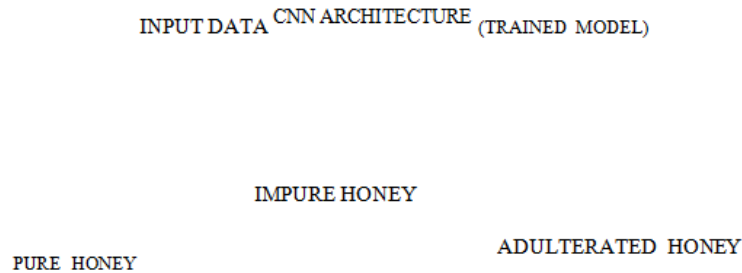 INPUT DATA CNN ARCHITECTURE (TRAINED MODEL)
IMPURE HONEY
ADULTERATED HONEY
PURE HONEY